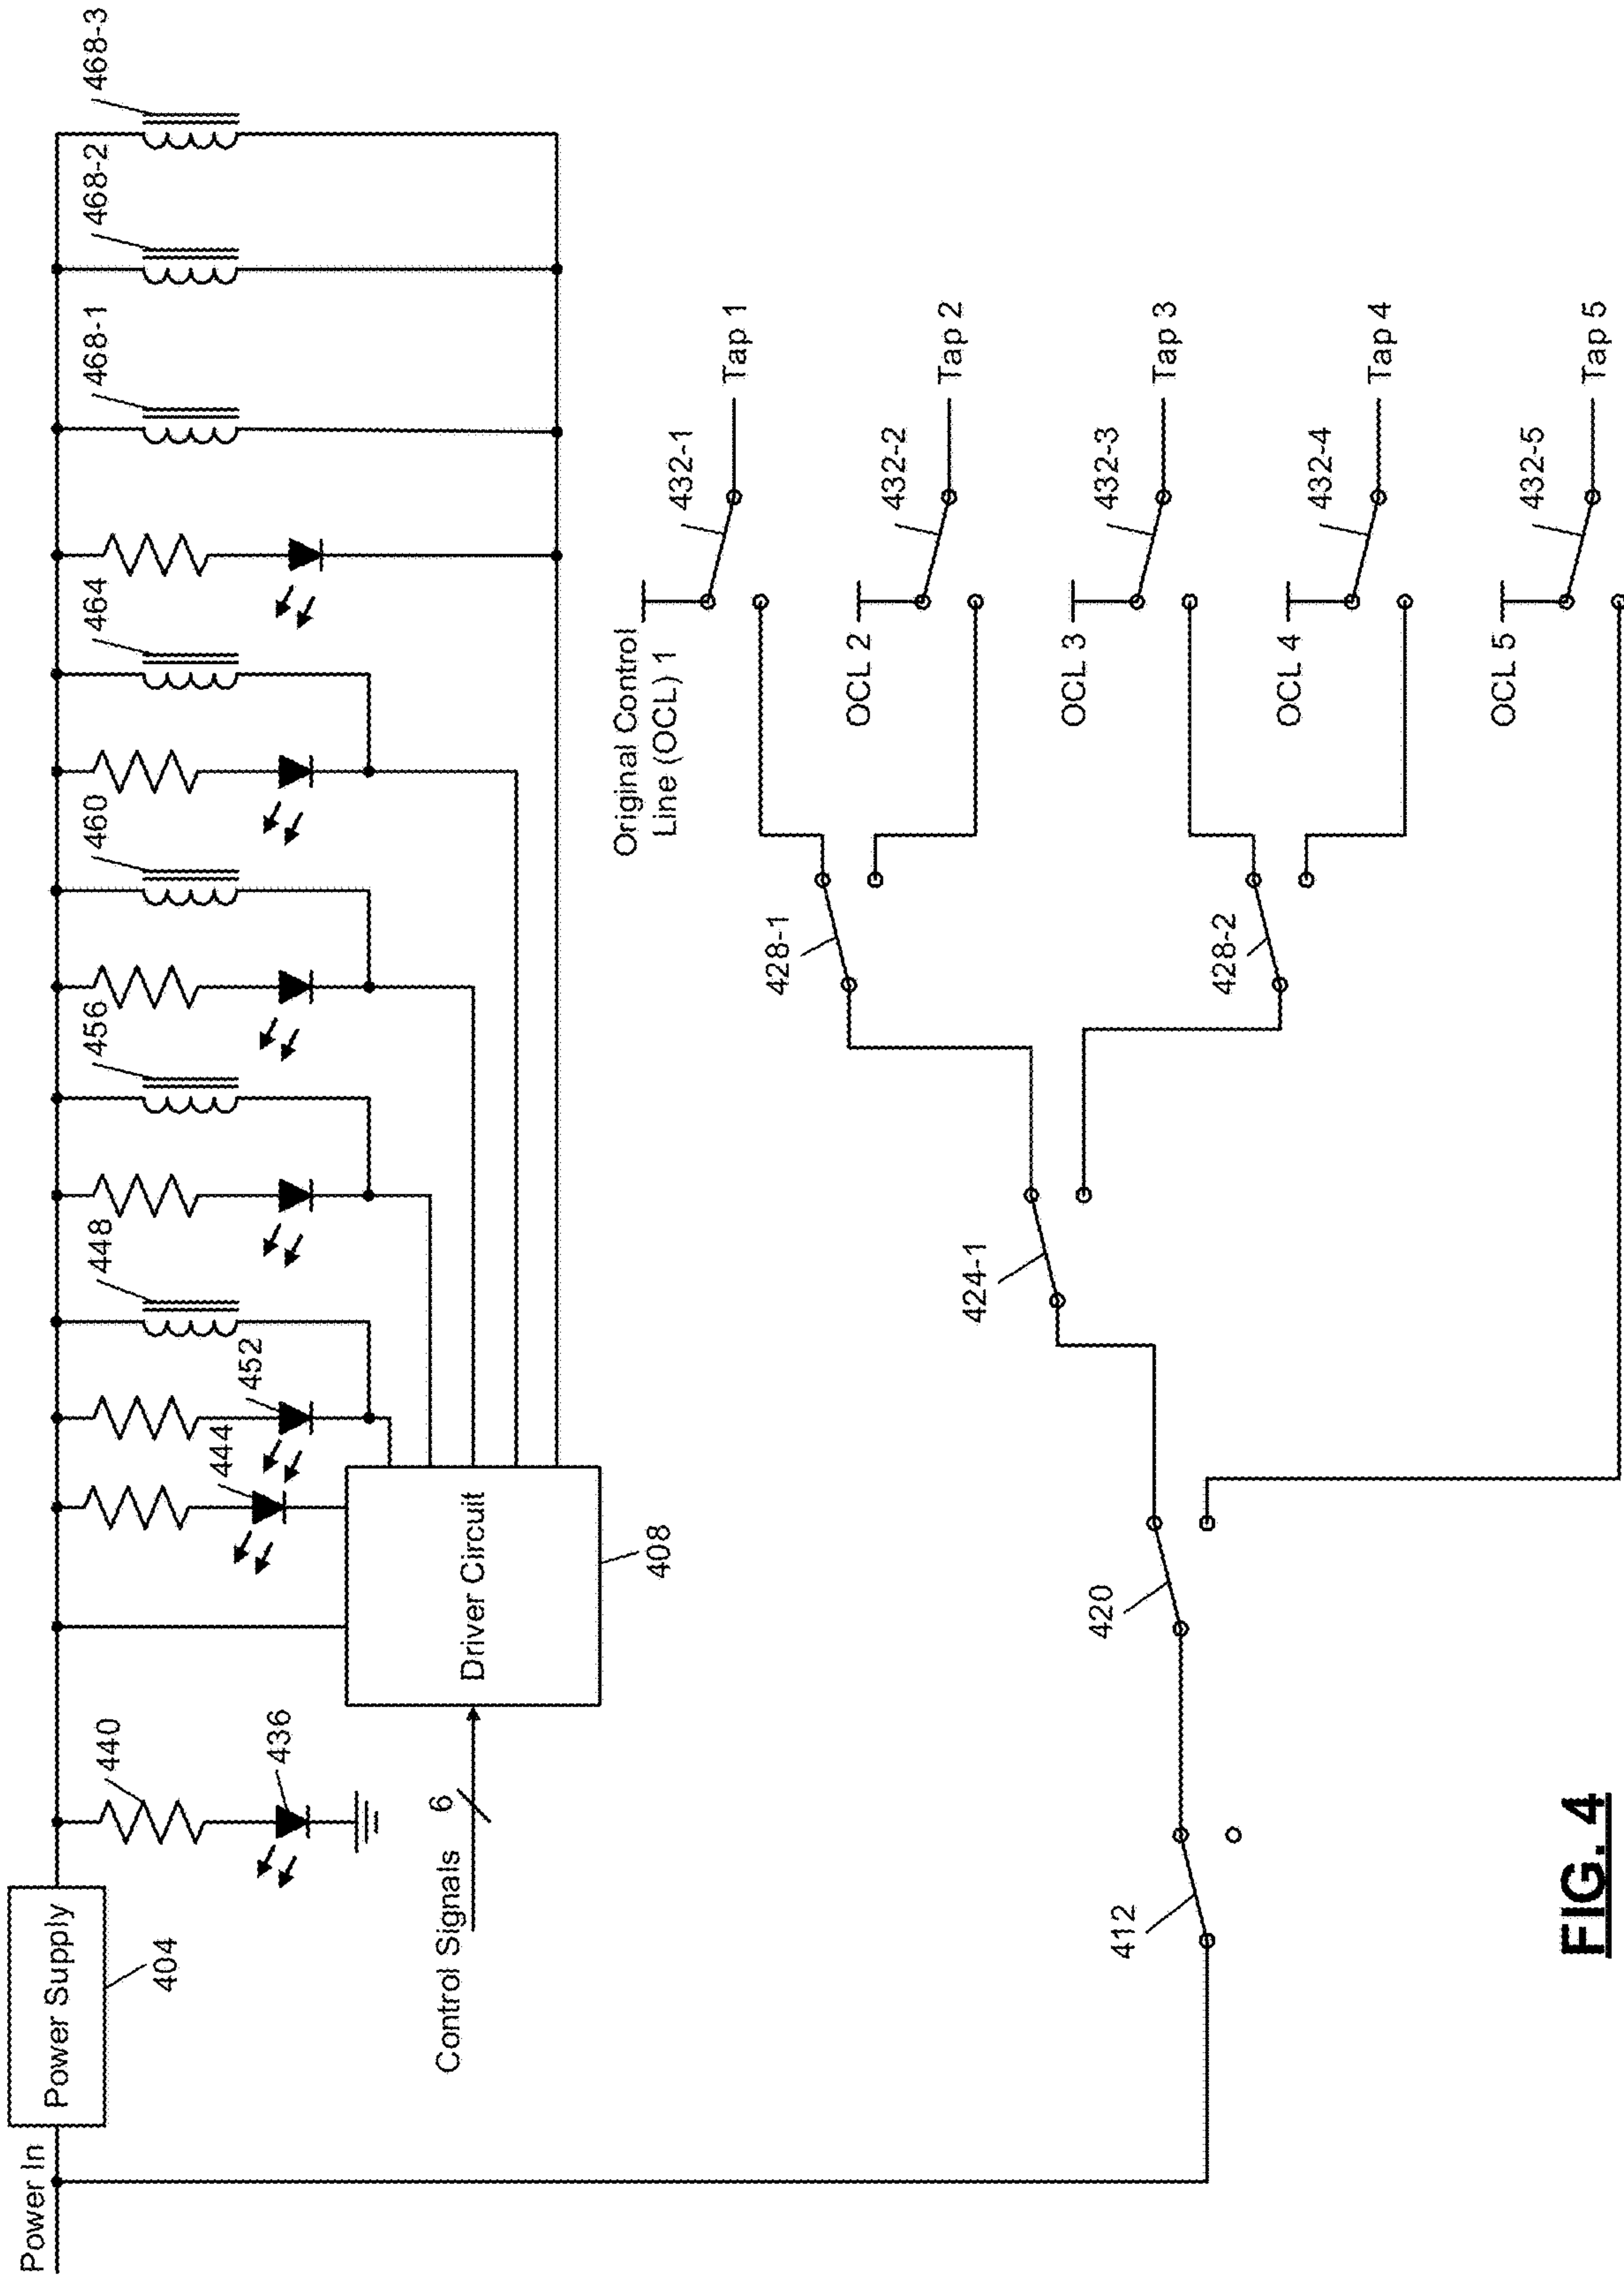 Power In
Power Supply
404
440
436
Control Signals
6
Driver Circuit
408
444
452
448
456
460
464
468-1
468-2
468-3
412
420
424-1
428-1
428-2
Original Control
Line (OCL) 1
432-1
Tap 1
OCL 2
432-2
Tap 2
OCL 3
432-3
Tap 3
OCL 4
432-4
Tap 4
OCL 5
432-5
Tap 5
FIG. 4